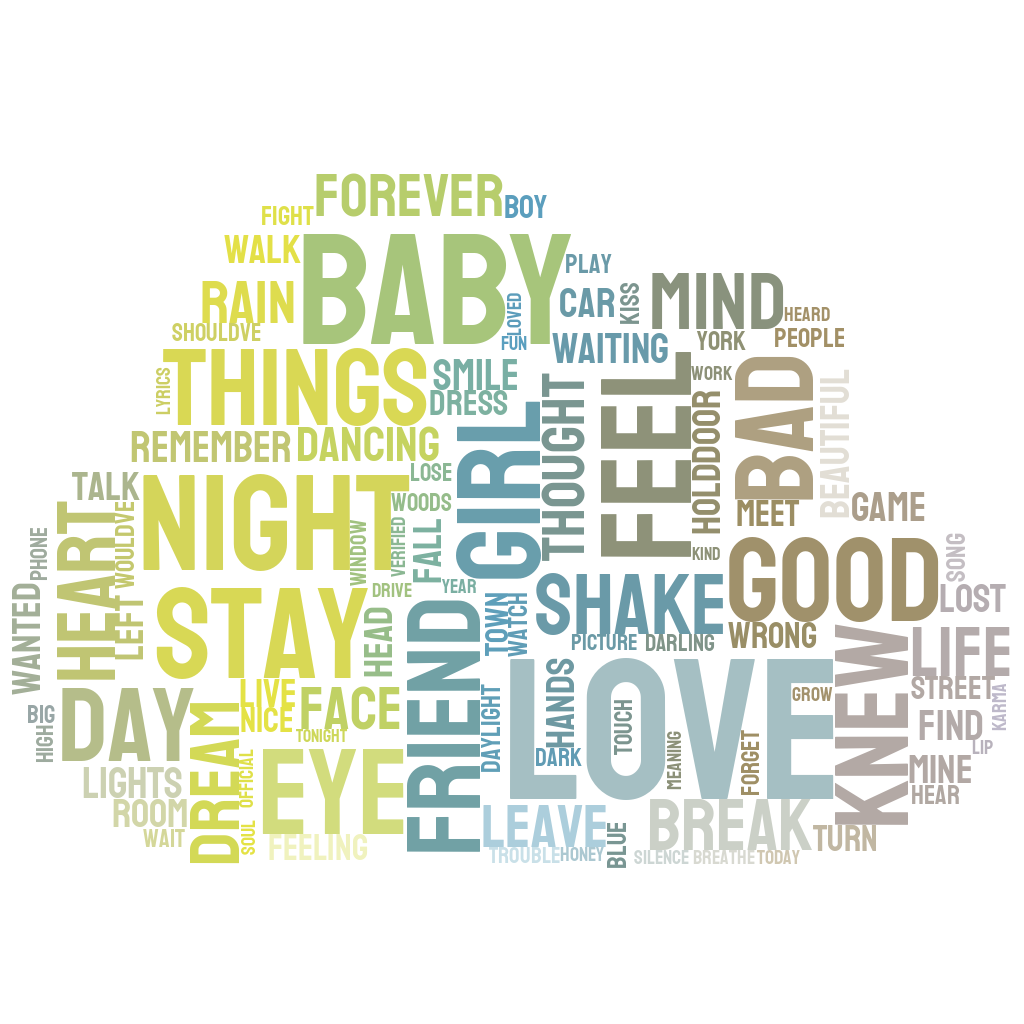 FOREVER
BOY
FIGHT
WALK
BABY
PLAY
RAIN
CAR
KISS
MIND
HEARD
SHOULDVE
LOVED
FUN
WAITING
YORK
PEOPLE
LYRICS
THINGS
SMILE
DRESS
WORK
FEEL
BAD
BEAUTIFUL
REMEMBER
DANCING
GIRL
THOUGHT
HOLDDOOR
TALK
NIGHT
LOSE
WOODS
MEET
GAME
HEART
WOULDVE
WINDOW
VERIFIED
FALL
PHONE
KIND
GOOD
SONG
WANTED
LEFT
STAY
DRIVE
YEAR
HEAD
FRIEND
TOWN
WATCH
SHAKE
LOST
PICTURE
DARLING
WRONG
KNEW
LIFE
BIG
HIGH
DAY
LIVE
NICE
FACE
TONIGHT
DAYLIGHT
HANDS
LOVE
TOUCH
GROW
STREET
KARMA
FIND
LIP
LIGHTS
DREAM
OFFICIAL
EYE
DARK
MEANING
FORGET
MINE
HEAR
ROOM
WAIT
SOUL
FEELING
LEAVE
BREAK
TURN
TROUBLE
HONEY
BLUE
SILENCE
BREATHE
TODAY